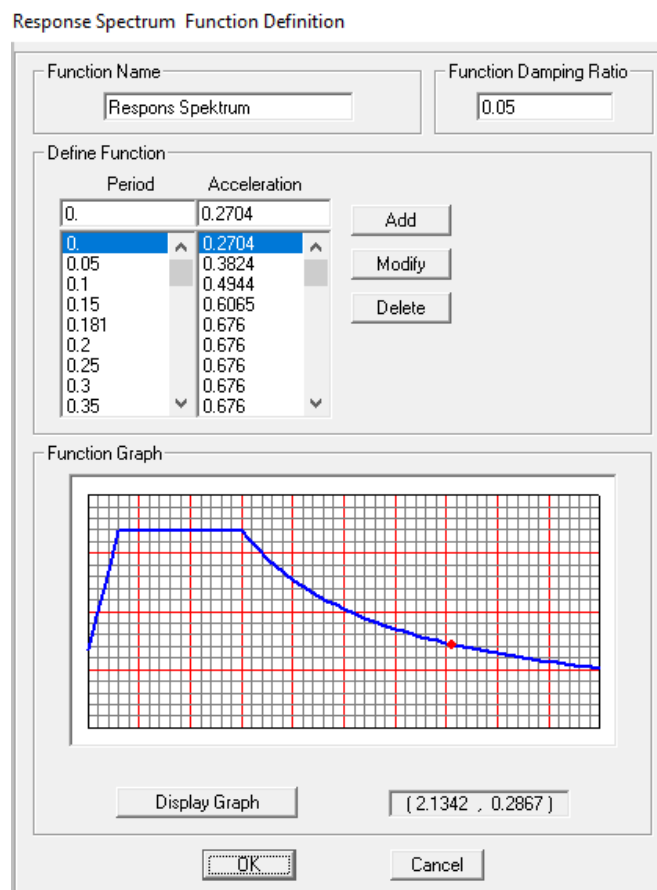 Response Spectrum Function Definition
Function Name
Function Damping Ratio
Respons Spektrum
0.05
Define Function
Period Acceleration
0. 0.2704
Add
0. 0.2704
0.05 0.3824
Modify
0.1 0.4944
0.15 0.6065
Delete
0.181 0.676
0.2 0.676
0.25 0.676
0.3 0.676
0.35 0.676
Function Graph
Display Graph
( 2.1342 , 0.2867 )
OK
Cancel